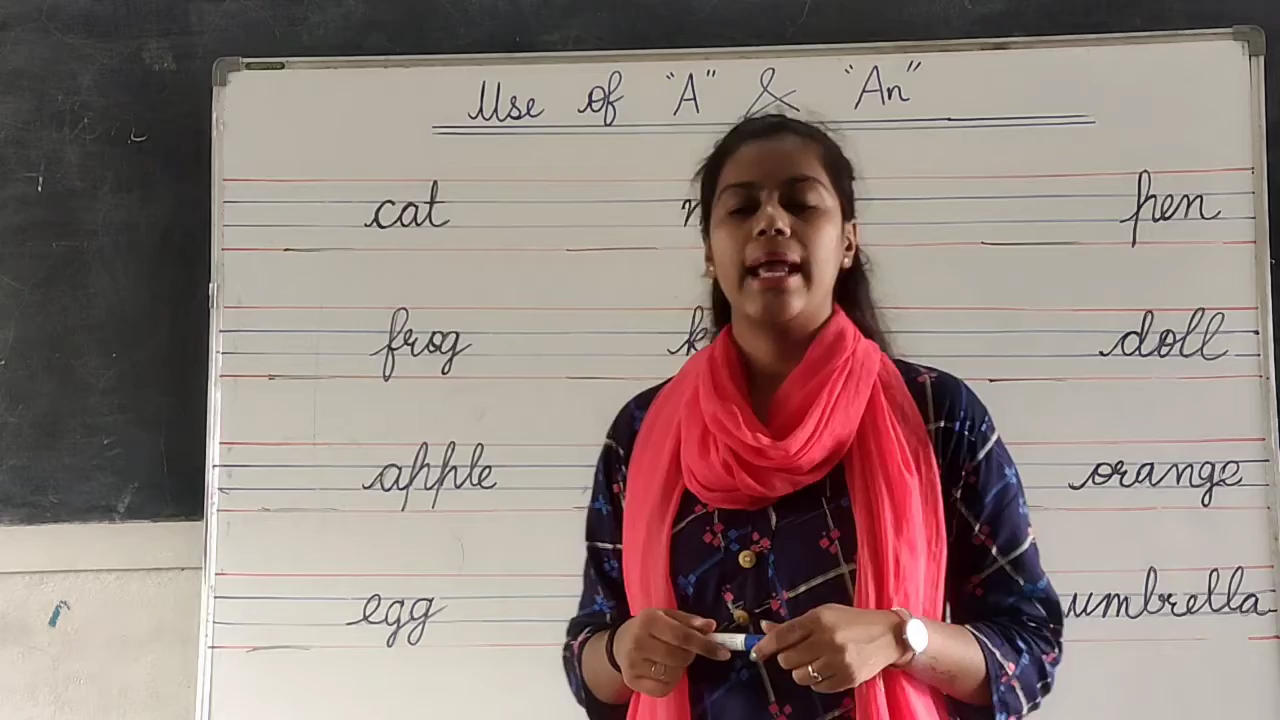 Use of "A" & "An"
cat pen
frog doll
apple orange
egg umbrella